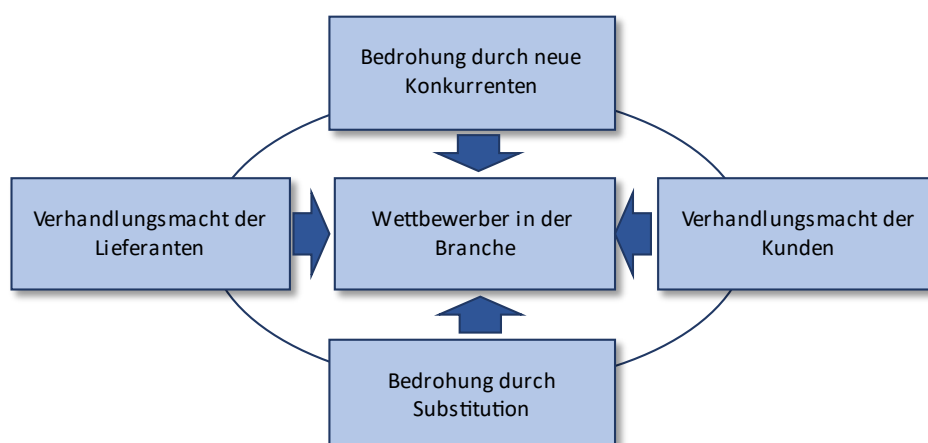 Bedrohung durch neue
Konkurrenten
Verhandlungsmacht der
Lieferanten
Wettbewerber in der
Branche
Verhandlungsmacht der
Kunden
Bedrohung durch
Substitution